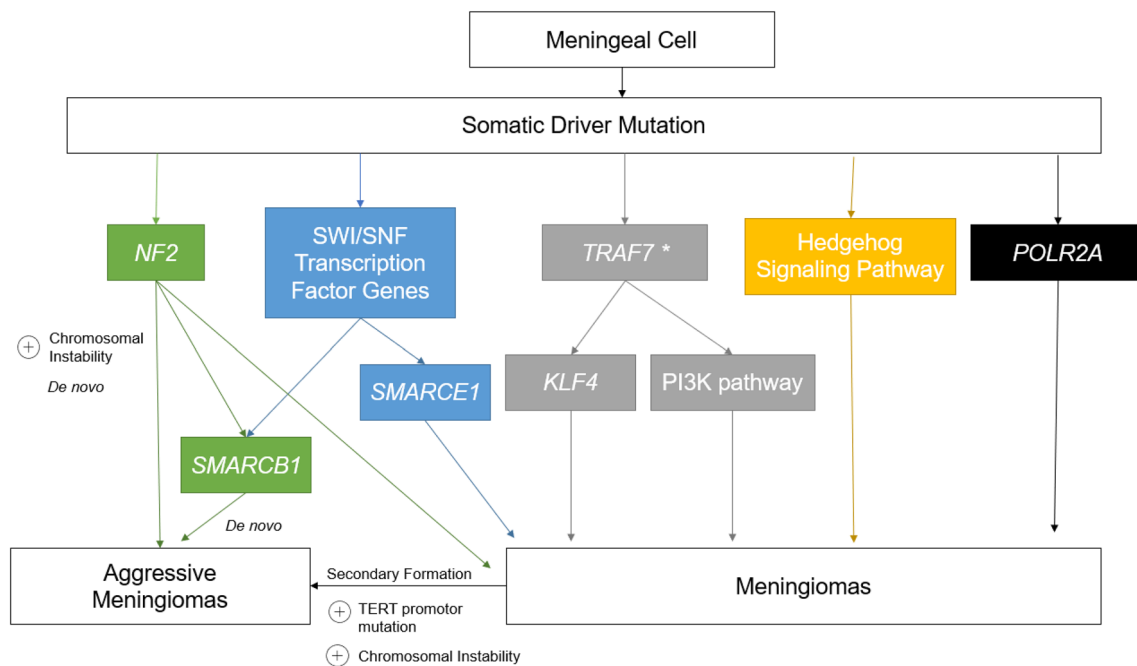 Meningeal Cell
Somatic Driver Mutation
NF2
SWI/SNF
Transcription
Factor Genes
TRAF7 *
Hedgehog
Signaling Pathway
POLR2A
+ Chromosomal
Instability
De novo
SMARCE1
KLF4
PI3K pathway
SMARCB1
De novo
Aggressive
Meningiomas
Secondary Formation
+ TERT promotor
mutation
+ Chromosomal Instability
Meningiomas